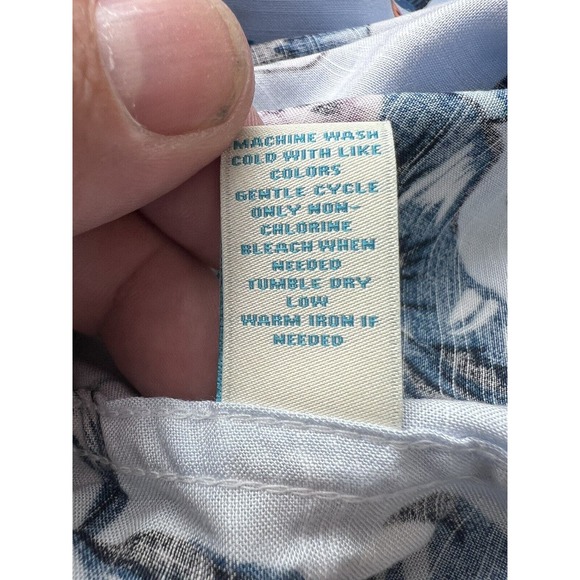 MACHINE WASH
COLD WITH LIKE
COLORS
GENTLE CYCLE
ONLY NON-
CHLORINE
BLEACH WHEN
NEEDED
TUMBLE DRY
LOW
WARM IRON IF
NEEDED